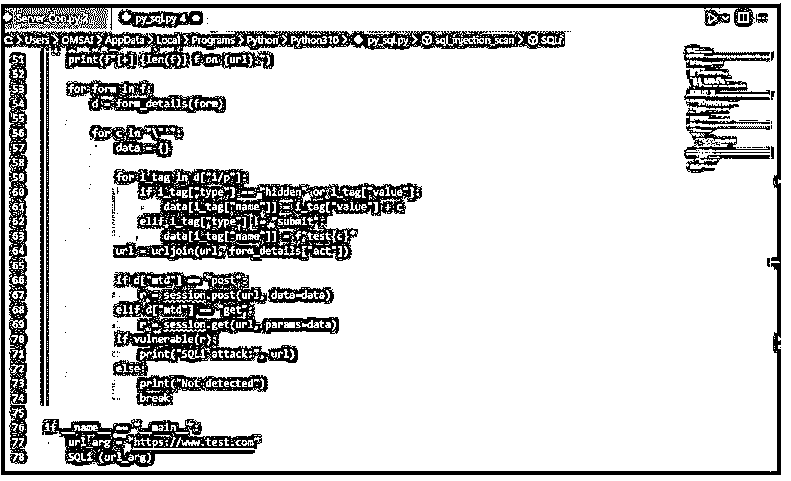 Server_Con.py 2 py_sql.py 4
C: > Users > OMSAI > AppData > Local > Programs > Python > Python310 > py_sql.py > sql_injection_scan > SQLi
51 print(f"[+] {len(f)} f on {url}.")
52
53 for form in f:
54 d = form_details(form)
55
56 for c in "\"'":
57 data = {}
58
59 for i_tag in d["i/p"]:
60 if i_tag["type"] == "hidden" or i_tag["value"]:
61 data[i_tag["name"]] = i_tag["value"] + c
62 elif i_tag["type"] != "submit":
63 data[i_tag["name"]] = f"test{c}"
64 url = urljoin(url, form_details["act"])
65
66 if d["mtd"] == "post":
67 r = session.post(url, data=data)
68 elif d["mtd"] == "get":
69 r = session.get(url, params=data)
70 if vulnerable(r):
71 print("SQLi attack:", url)
72 else:
73 print("Not detected")
74 break
75
76 if __name__ == "__main__":
77 url_arg = "https://www.test.com"
78 SQLi (url_arg)